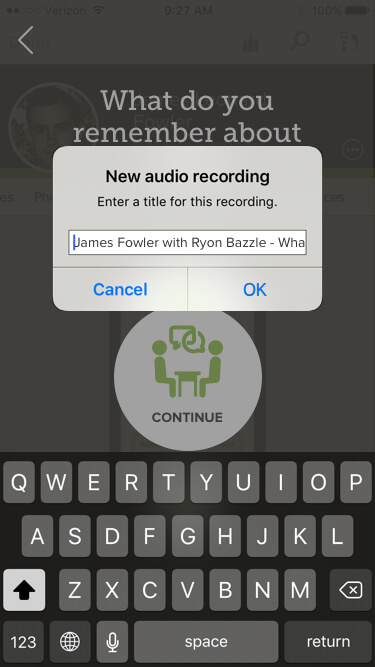 Verizon 9:27 AM 100%
What do you
remember about
Fowler
New audio recording
Enter a title for this recording.
James Fowler with Ryon Bazzle - Wha
Cancel OK
CONTINUE
Q W E R T Y U I O P
A S D F G H J K L
Z X C V B N M
123 space return